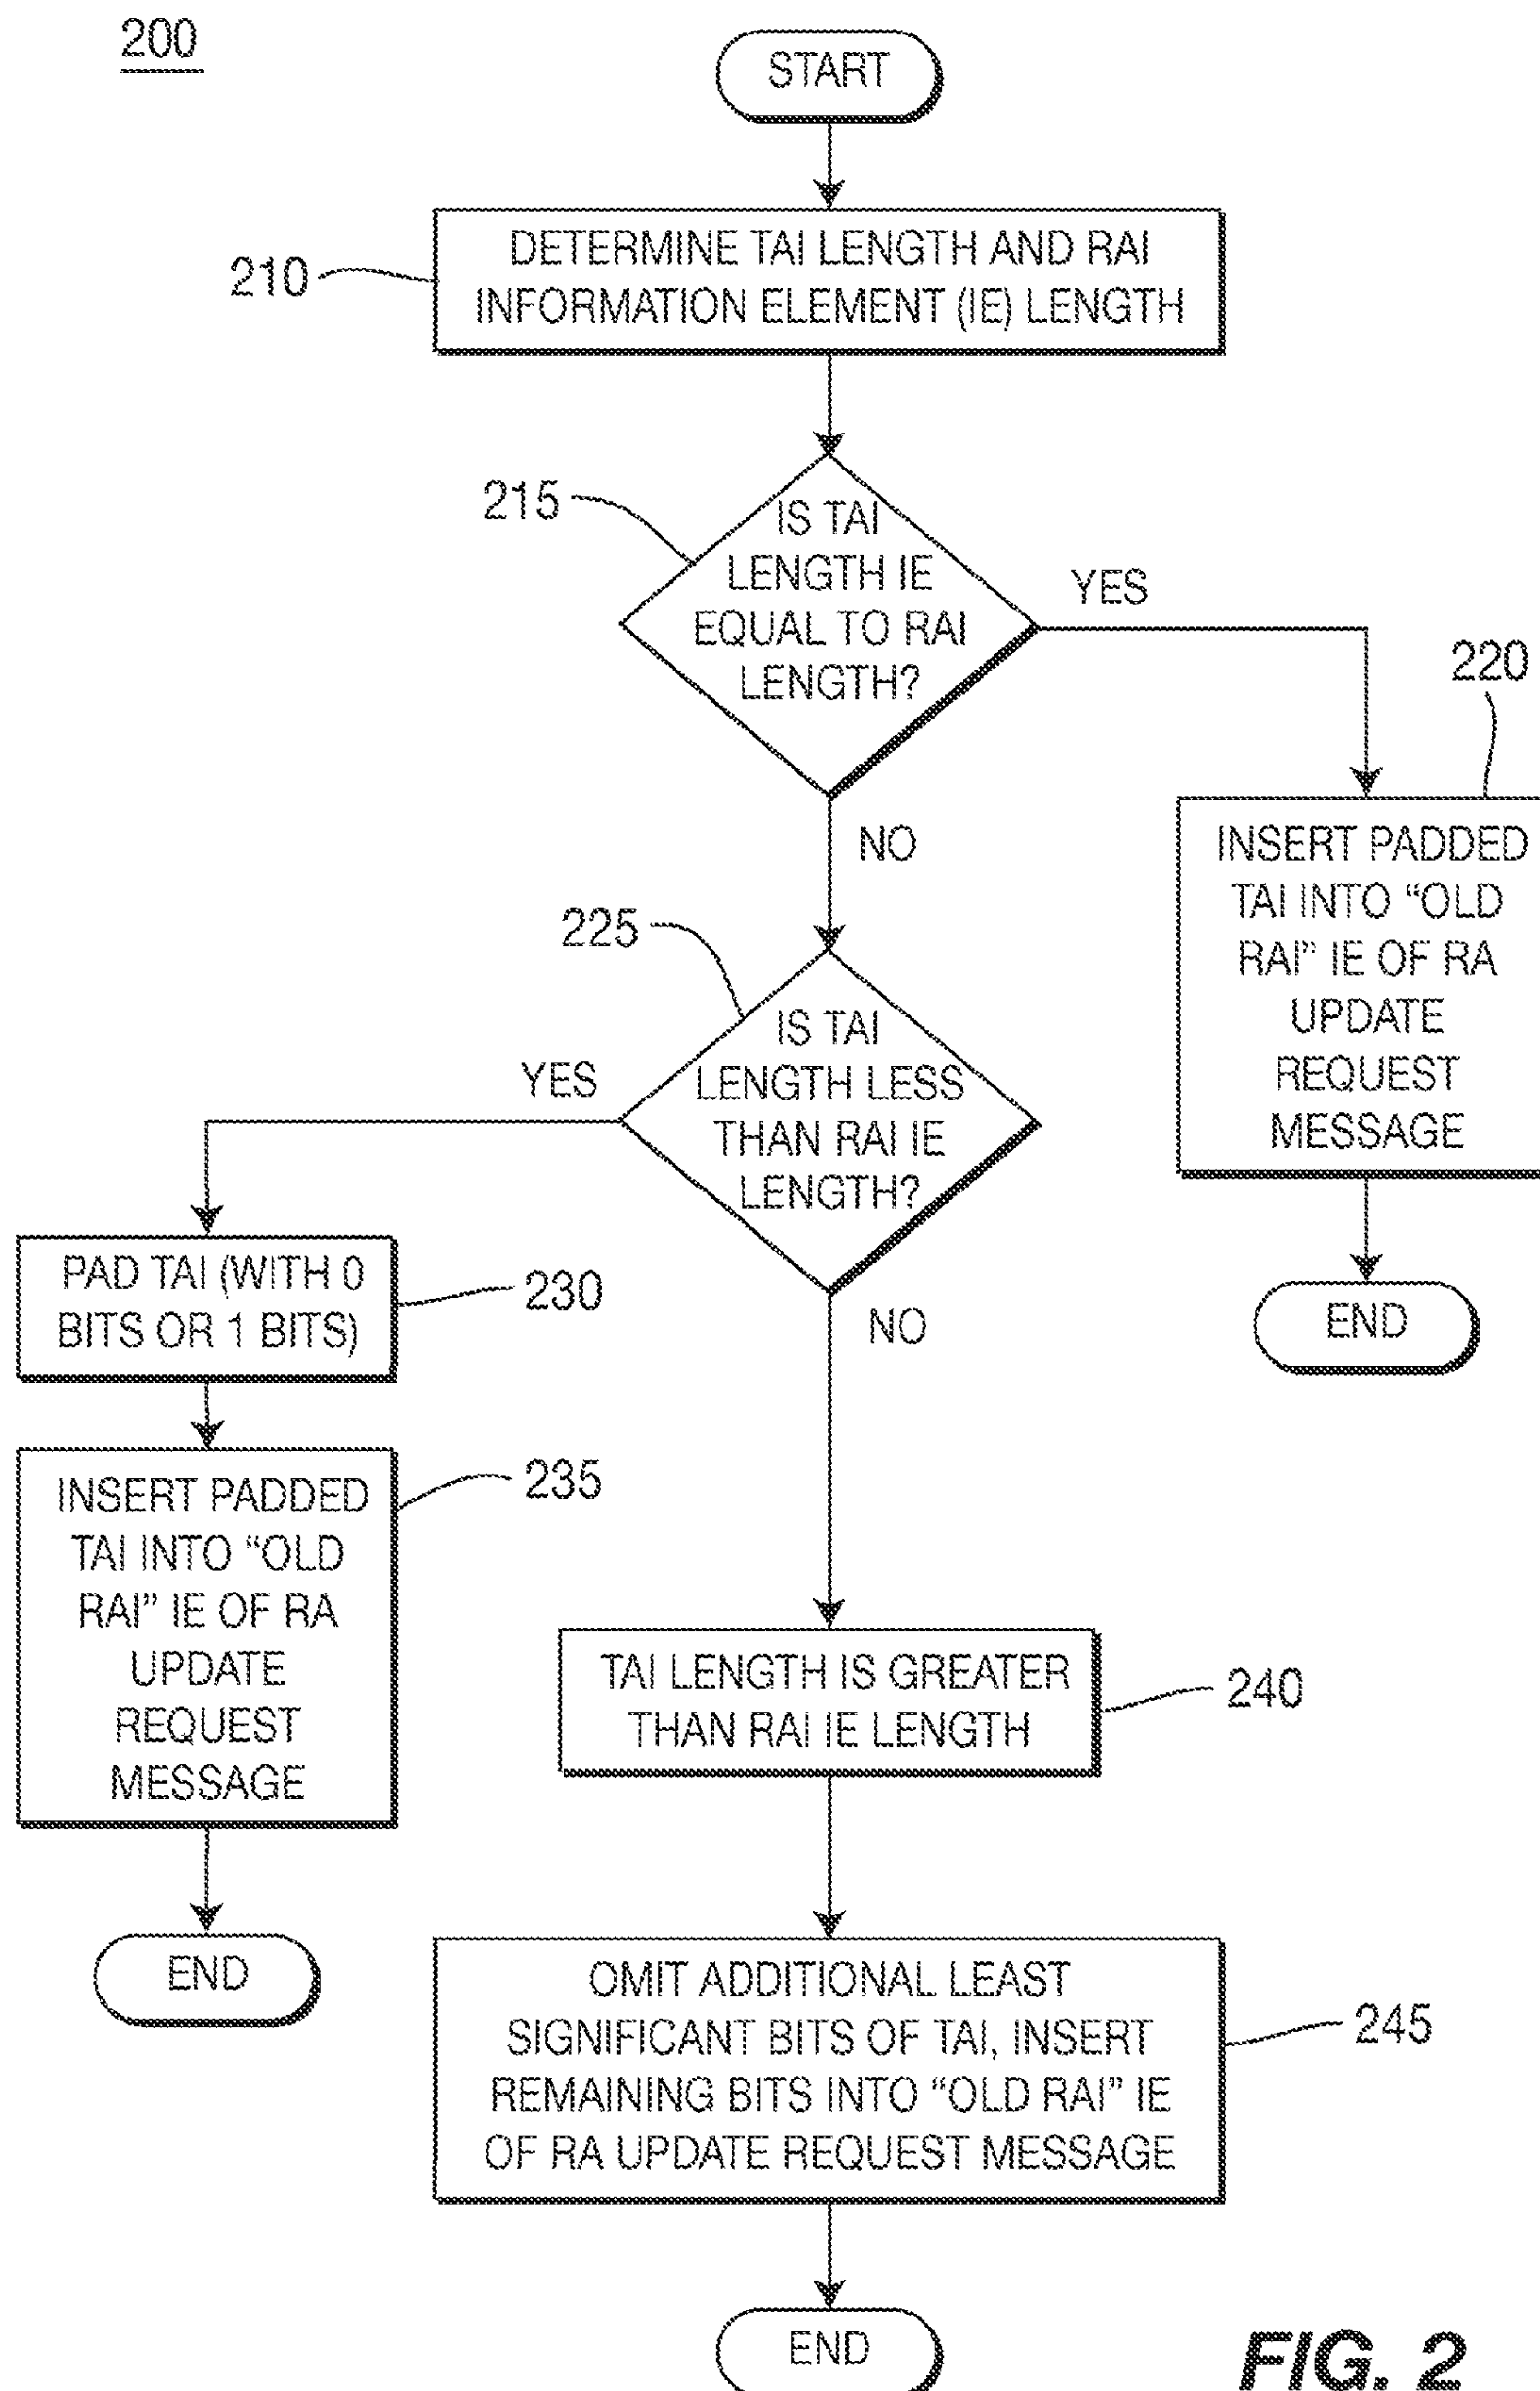 200
START
210
DETERMINE TAI LENGTH AND RAI
INFORMATION ELEMENT (IE) LENGTH
215
IS TAI
LENGTH IE
EQUAL TO RAI
LENGTH?
YES
NO
220
INSERT PADDED
TAI INTO “OLD
RAI” IE OF RA
UPDATE
REQUEST
MESSAGE
END
225
IS TAI
LENGTH LESS
THAN RAI IE
LENGTH?
YES
NO
PAD TAI (WITH 0
BITS OR 1 BITS)
230
INSERT PADDED
TAI INTO “OLD
RAI” IE OF RA
UPDATE
REQUEST
MESSAGE
235
END
TAI LENGTH IS GREATER
THAN RAI IE LENGTH
240
OMIT ADDITIONAL LEAST
SIGNIFICANT BITS OF TAI, INSERT
REMAINING BITS INTO “OLD RAI” IE
OF RA UPDATE REQUEST MESSAGE
245
END
FIG. 2